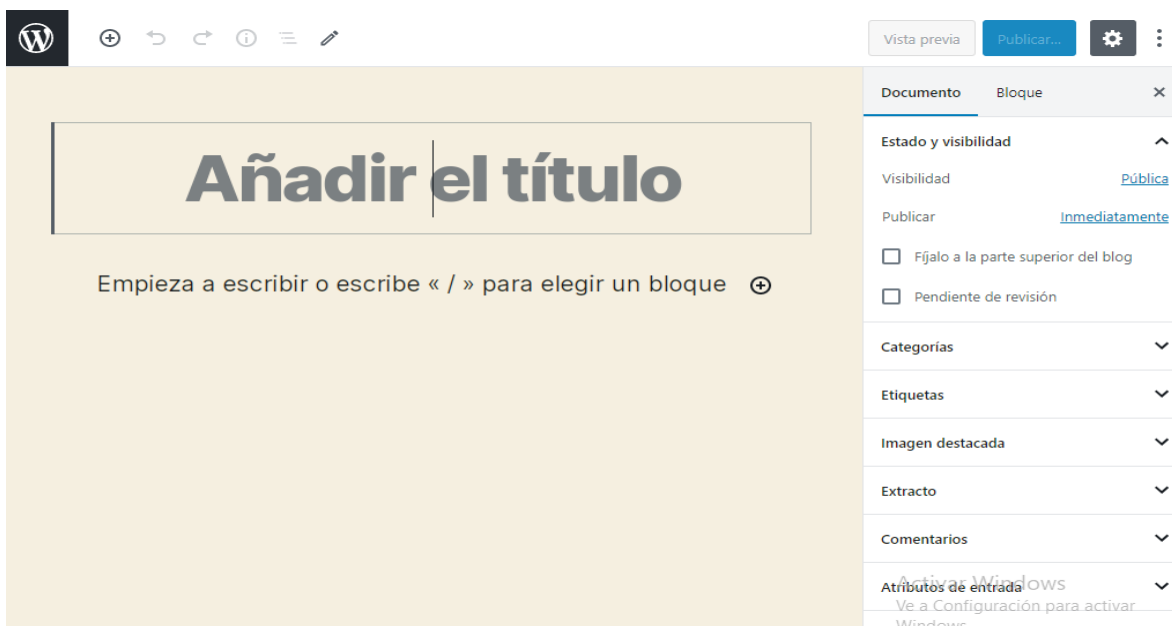 Vista previa Publicar...
Documento Bloque
Estado y visibilidad
Añadir el título
Visibilidad Pública
Publicar Inmediatamente
Fíjalo a la parte superior del blog
Empieza a escribir o escribe « / » para elegir un bloque
Pendiente de revisión
Categorías
Etiquetas
Imagen destacada
Extracto
Comentarios
Atributos de entrada
Activar Windows
Ve a Configuración para activar
Windows